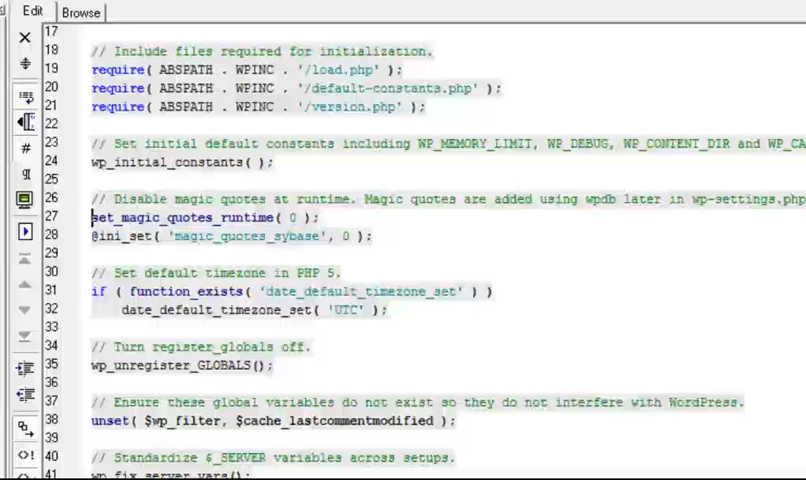 Edit Browse
17
18 // Include files required for initialization.
19 require( ABSPATH . WPINC . '/load.php' );
20 require( ABSPATH . WPINC . '/default-constants.php' );
21 require( ABSPATH . WPINC . '/version.php' );
22
23 // Set initial default constants including WP_MEMORY_LIMIT, WP_DEBUG, WP_CONTENT_DIR and WP_CA
24 wp_initial_constants( );
25
26 // Disable magic quotes at runtime. Magic quotes are added using wpdb later in wp-settings.php
27 set_magic_quotes_runtime( 0 );
28 @ini_set( 'magic_quotes_sybase', 0 );
29
30 // Set default timezone in PHP 5.
31 if ( function_exists( 'date_default_timezone_set' ) )
32 date_default_timezone_set( 'UTC' );
33
34 // Turn register_globals off.
35 wp_unregister_GLOBALS();
36
37 // Ensure these global variables do not exist so they do not interfere with WordPress.
38 unset( $wp_filter, $cache_lastcommentmodified );
39
40 // Standardize $_SERVER variables across setups.
41 wp_fix_server_vars();